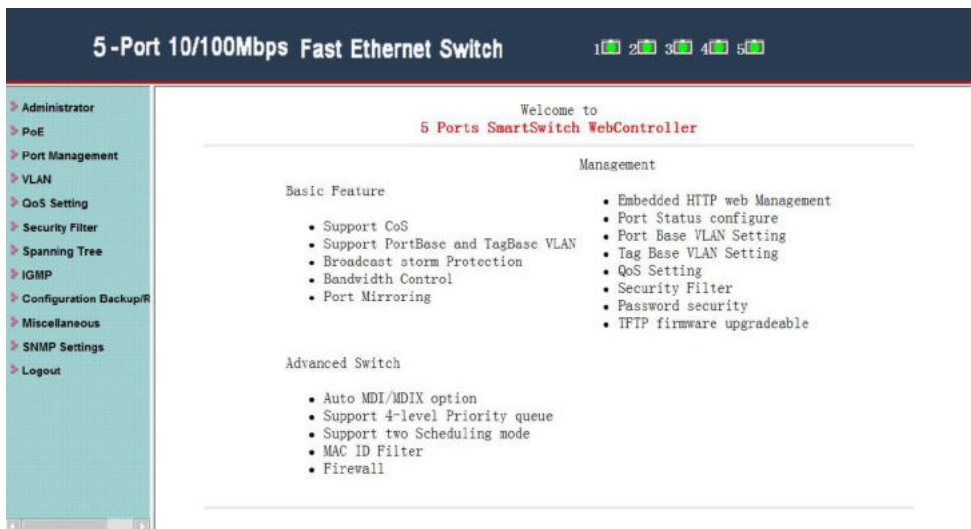 5-Port 10/100Mbps Fast Ethernet Switch
1 2 3 4 5
Administrator
PoE
Port Management
VLAN
QoS Setting
Security Filter
Spanning Tree
IGMP
Configuration Backup/R
Miscellaneous
SNMP Settings
Logout
Welcome to
5 Ports SmartSwitch WebController
Basic Feature
Support CoS
Support PortBase and TagBase VLAN
Broadcast storm Protection
Bandwidth Control
Port Mirroring
Management
Embedded HTTP web Management
Port Status configure
Port Base VLAN Setting
Tag Base VLAN Setting
QoS Setting
Security Filter
Password security
TFTP firmware upgradeable
Advanced Switch
Auto MDI/MDIX option
Support 4-level Priority queue
Support two Scheduling mode
MAC ID Filter
Firewall